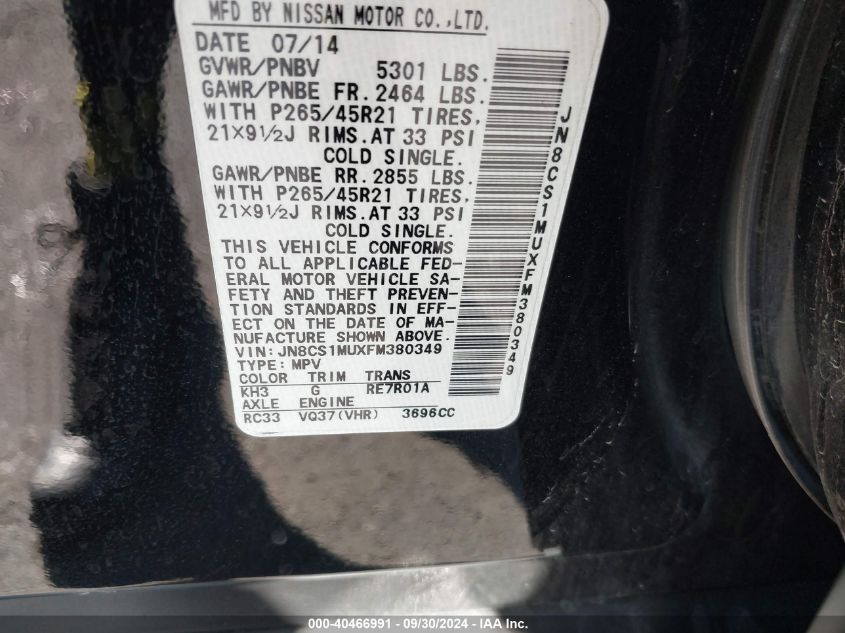 MFD BY NISSAN MOTOR CO.,LTD.
DATE 07/14
GVWR/PNBV 5301 LBS.
GAWR/PNBE FR. 2464 LBS.
WITH P265/45R21 TIRES,
21×9½J RIMS.AT 33 PSI
COLD SINGLE.
GAWR/PNBE RR. 2855 LBS.
WITH P265/45R21 TIRES,
21×9½J RIMS.AT 33 PSI
COLD SINGLE.
THIS VEHICLE CONFORMS
TO ALL APPLICABLE FED-
ERAL MOTOR VEHICLE SA-
FETY AND THEFT PREVEN-
TION STANDARDS IN EFF-
ECT ON THE DATE OF MA-
NUFACTURE SHOWN ABOVE.
VIN: JN8CS1MUXFM380349
TYPE: MPV
COLOR TRIM TRANS
KH3 G RE7R01A
AXLE ENGINE
RC33 VQ37(VHR) 3696CC
JN8CS1MUXFM380349
000-40466991 - 09/30/2024 - IAA Inc.